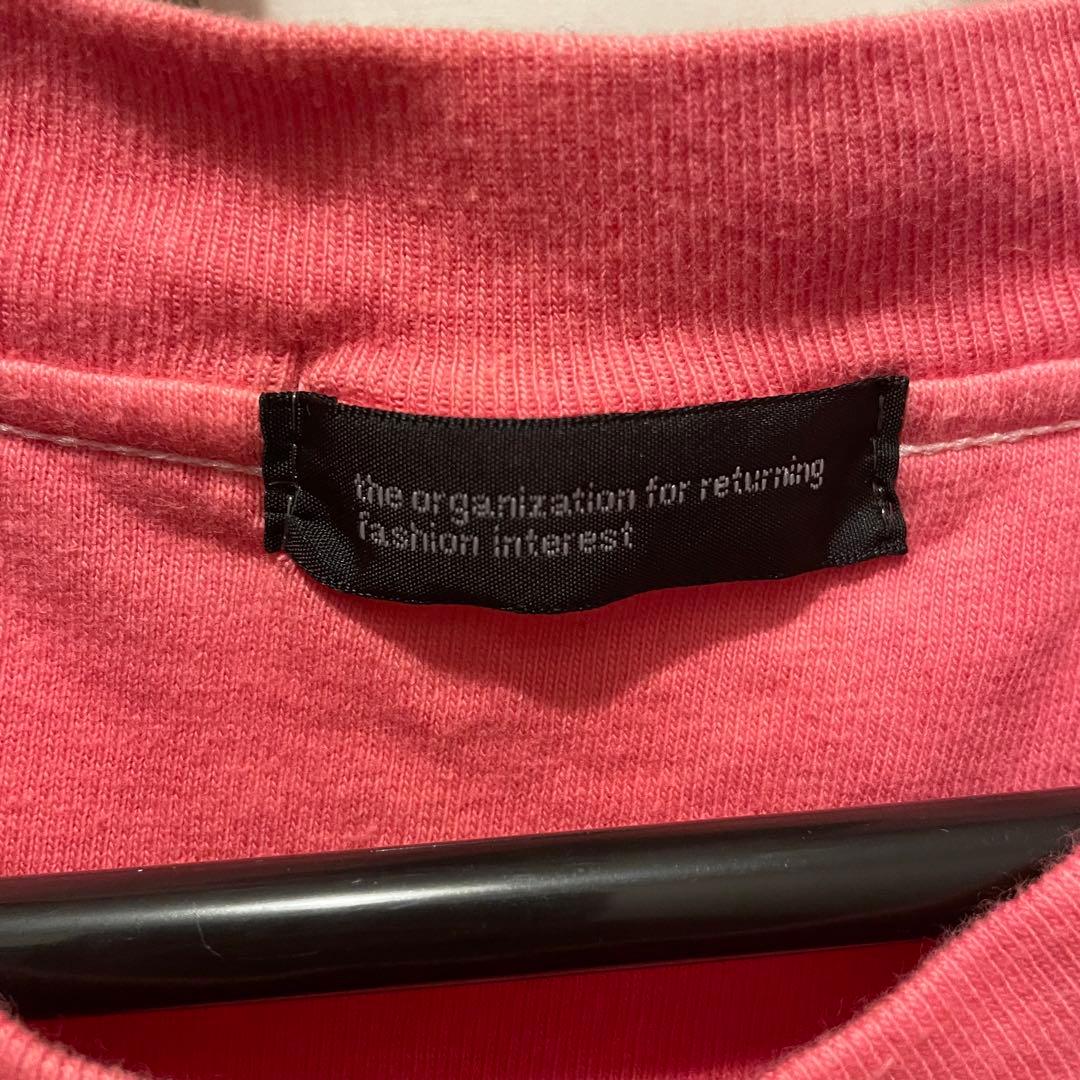 the organization for returning
fashion interest